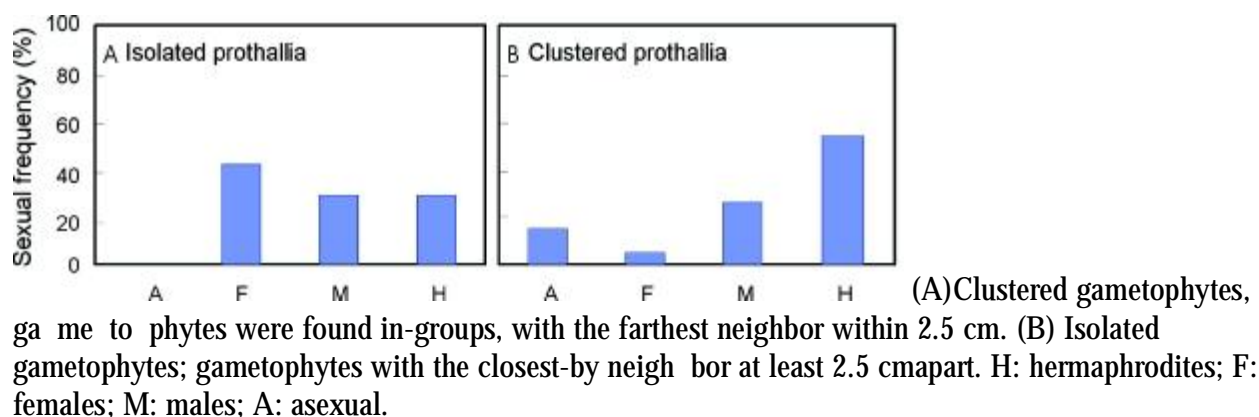 Sexual frequency (%)
100
80
60
40
20
0
A Isolated prothallia
A F M H
B Clustered prothallia
A F M H
(A)Clustered gametophytes,
ga me to phytes were found in-groups, with the farthest neighbor within 2.5 cm. (B) Isolated
gametophytes; gametophytes with the closest-by neigh bor at least 2.5 cmapart. H: hermaphrodites; F:
females; M: males; A: asexual.